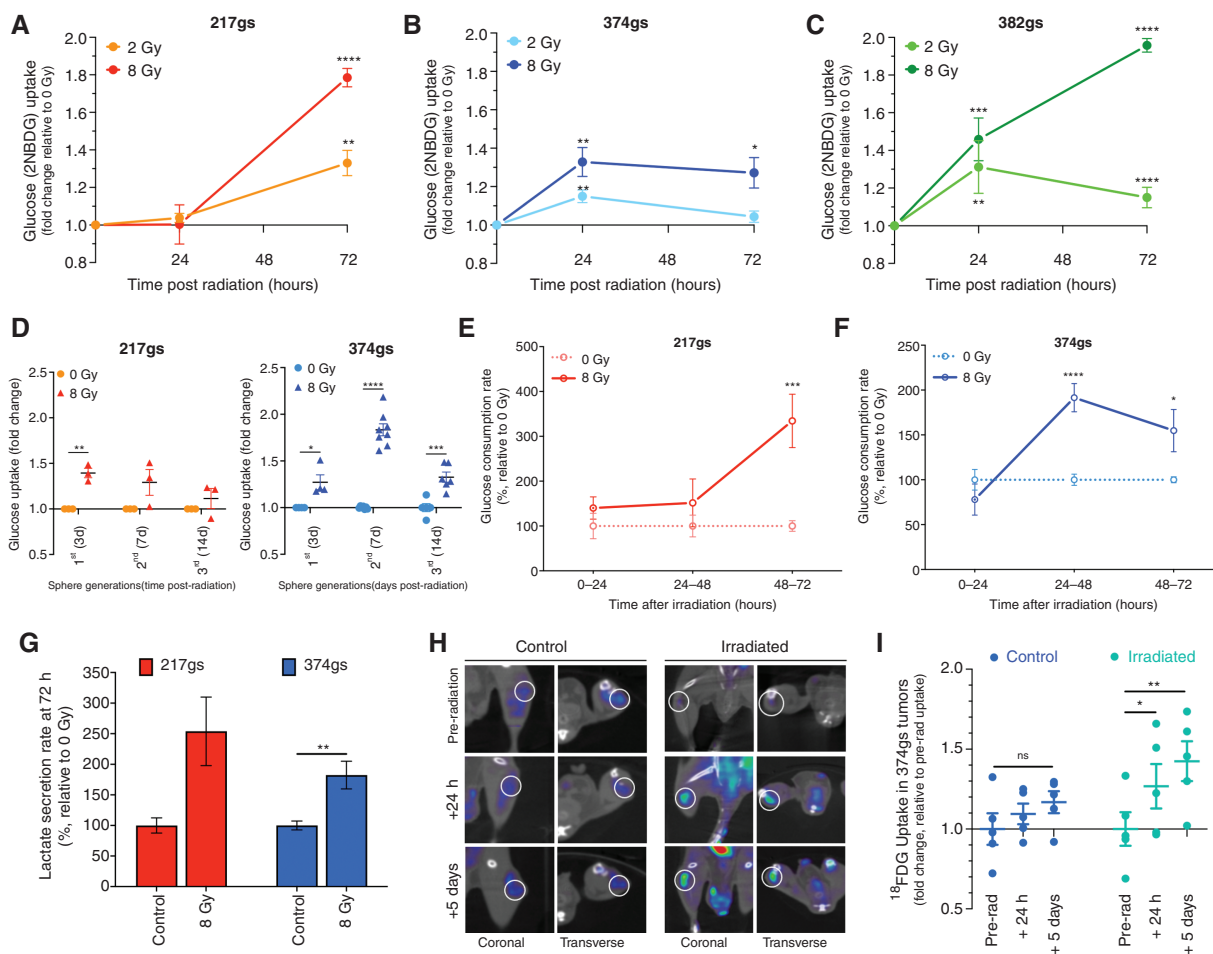 A
217gs
Glucose (2NBDG) uptake
(fold change relative to 0 Gy)
2.0
1.8
1.6
1.4
1.2
1.0
0.8
2 Gy
8 Gy
****
**
24
48
72
Time post radiation (hours)
B
374gs
Glucose (2NBDG) uptake
(fold change relative to 0 Gy)
2.0
1.8
1.6
1.4
1.2
1.0
0.8
2 Gy
8 Gy
**
**
*
24
48
72
Time post radiation (hours)
C
382gs
Glucose (2NBDG) uptake
(fold change relative to 0 Gy)
2.0
1.8
1.6
1.4
1.2
1.0
0.8
2 Gy
8 Gy
***
**
****
****
24
48
72
Time post radiation (hours)
D
217gs
Glucose uptake (fold change)
2.0
1.5
1.0
0.5
0 Gy
8 Gy
**
1st (3d)
2nd (7d)
3rd (14d)
Sphere generations(time post-radiation)
374gs
Glucose uptake (fold change)
2.5
2.0
1.5
1.0
0.5
0 Gy
8 Gy
*
****
***
1st (3d)
2nd (7d)
3rd (14d)
Sphere generations(days post-radiation)
E
217gs
Glucose consumption rate
(%, relative to 0 Gy)
500
400
300
200
100
0
0 Gy
8 Gy
***
0–24
24–48
48–72
Time after irradiation (hours)
F
374gs
Glucose consumption rate
(%, relative to 0 Gy)
250
200
150
100
50
0
0 Gy
8 Gy
****
*
0–24
24–48
48–72
Time after irradiation (hours)
G
Lactate secretion rate at 72 h
(%, relative to 0 Gy)
350
300
250
200
150
100
50
0
217gs
374gs
**
Control
8 Gy
Control
8 Gy
H
Control
Irradiated
Pre-radiation
+24 h
+5 days
Coronal
Transverse
Coronal
Transverse
I
Control
Irradiated
18FDG Uptake in 374gs tumors
(fold change, relative to pre-rad uptake)
2.0
1.5
1.0
0.5
ns
*
**
Pre-rad
+ 24 h
+ 5 days
Pre-rad
+ 24 h
+ 5 days